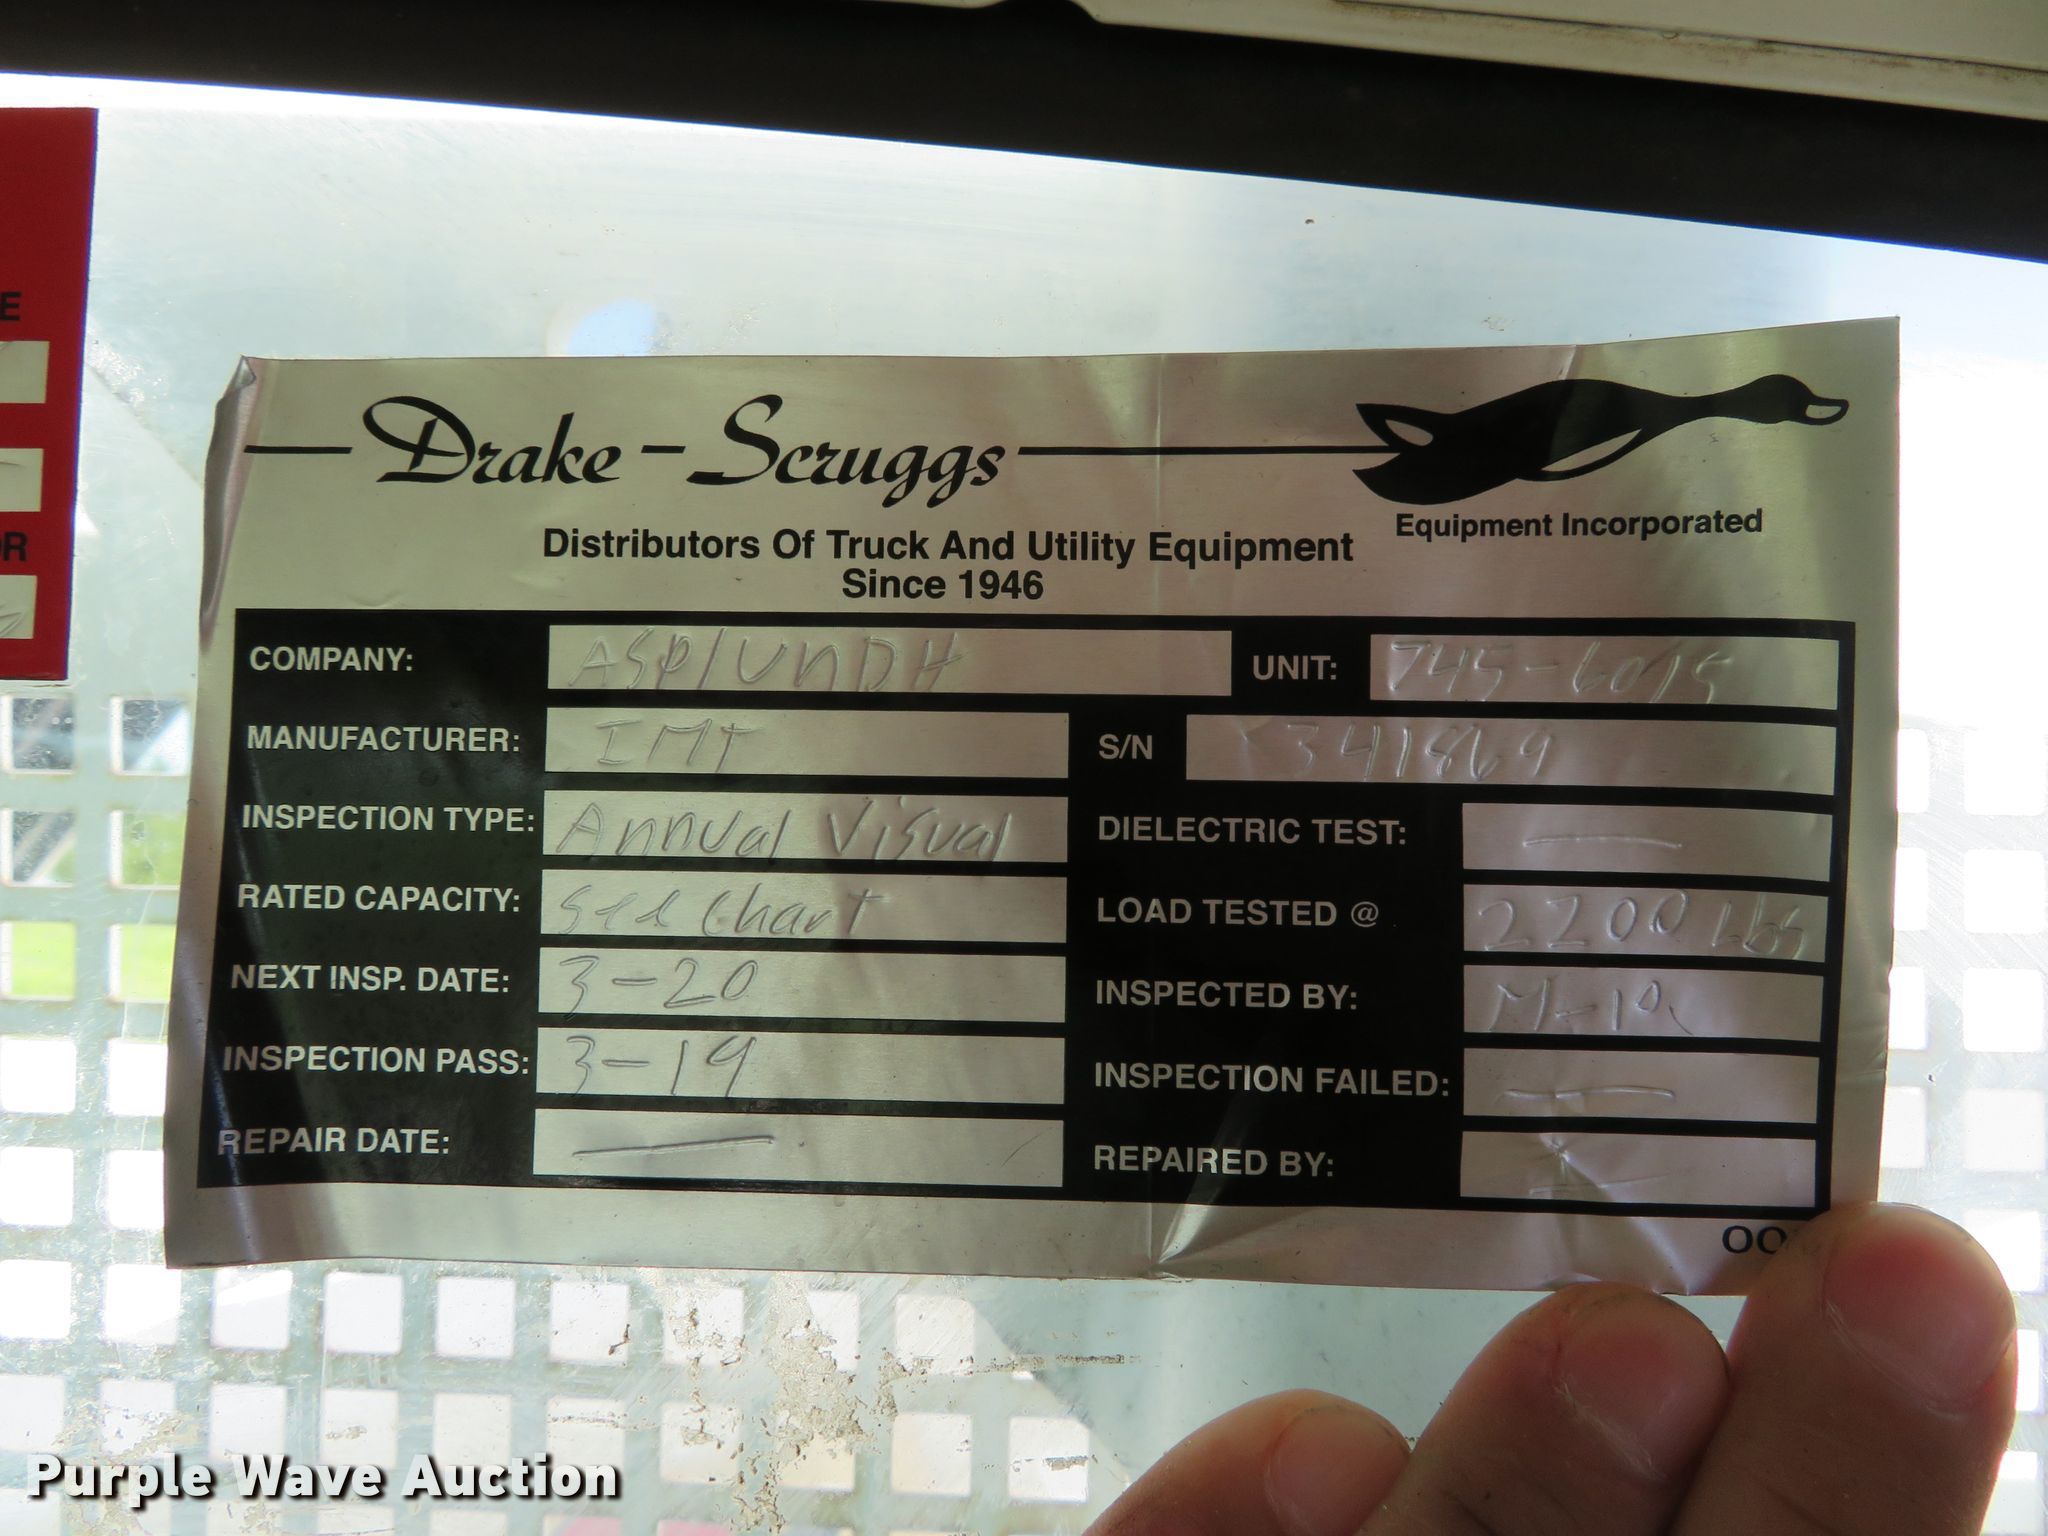 E
OR
Drake-Scruggs
Equipment Incorporated
Distributors Of Truck And Utility Equipment
Since 1946
COMPANY: ASPlUnDH UNIT: 745-6015
MANUFACTURER: IMT S/N 341869
INSPECTION TYPE: Annual Visual DIELECTRIC TEST: —
RATED CAPACITY: See Chart LOAD TESTED @ 2200 Lbs
NEXT INSP. DATE: 3-20 INSPECTED BY:
INSPECTION PASS: 3-19 INSPECTION FAILED: —
REPAIR DATE: — REPAIRED BY: —
Purple Wave Auction